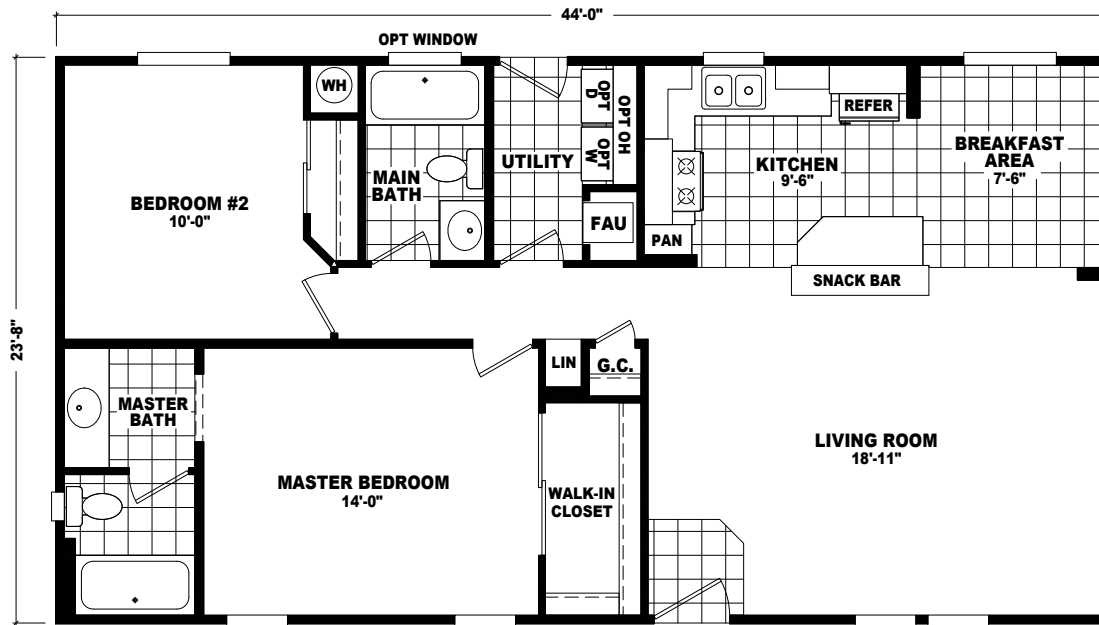 44'-0"
OPT WINDOW
23'-8"
WH
OPT
D
OPT
W
OPT OH
REFER
BEDROOM #2
10'-0"
MAIN
BATH
UTILITY
KITCHEN
9'-6"
BREAKFAST
AREA
7'-6"
FAU
PAN
SNACK BAR
LIN
G.C.
MASTER
BATH
MASTER BEDROOM
14'-0"
WALK-IN
CLOSET
LIVING ROOM
18'-11"